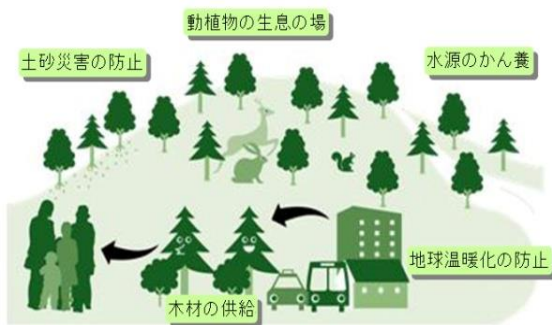 動植物の生息の場
土砂災害の防止
水源のかん養
地球温暖化の防止
木材の供給